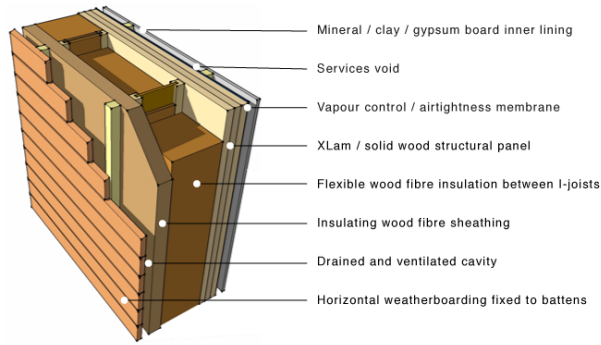 Mineral / clay / gypsum board inner lining
Services void
Vapour control / airtightness membrane
XLam / solid wood structural panel
Flexible wood fibre insulation between I-joists
Insulating wood fibre sheathing
Drained and ventilated cavity
Horizontal weatherboarding fixed to battens